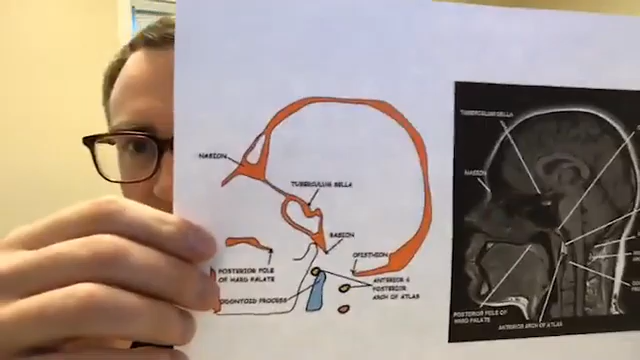 NASION
TUBERCULUM SELLA
BASION
OPISTHION
POSTERIOR POLE
OF HARD PALATE
ODONTOID PROCESS
ANTERIOR &
POSTERIOR
ARCH OF ATLAS
TUBERCULUM SELLA
NASION
POSTERIOR POLE OF
HARD PALATE
ANTERIOR ARCH OF ATLAS